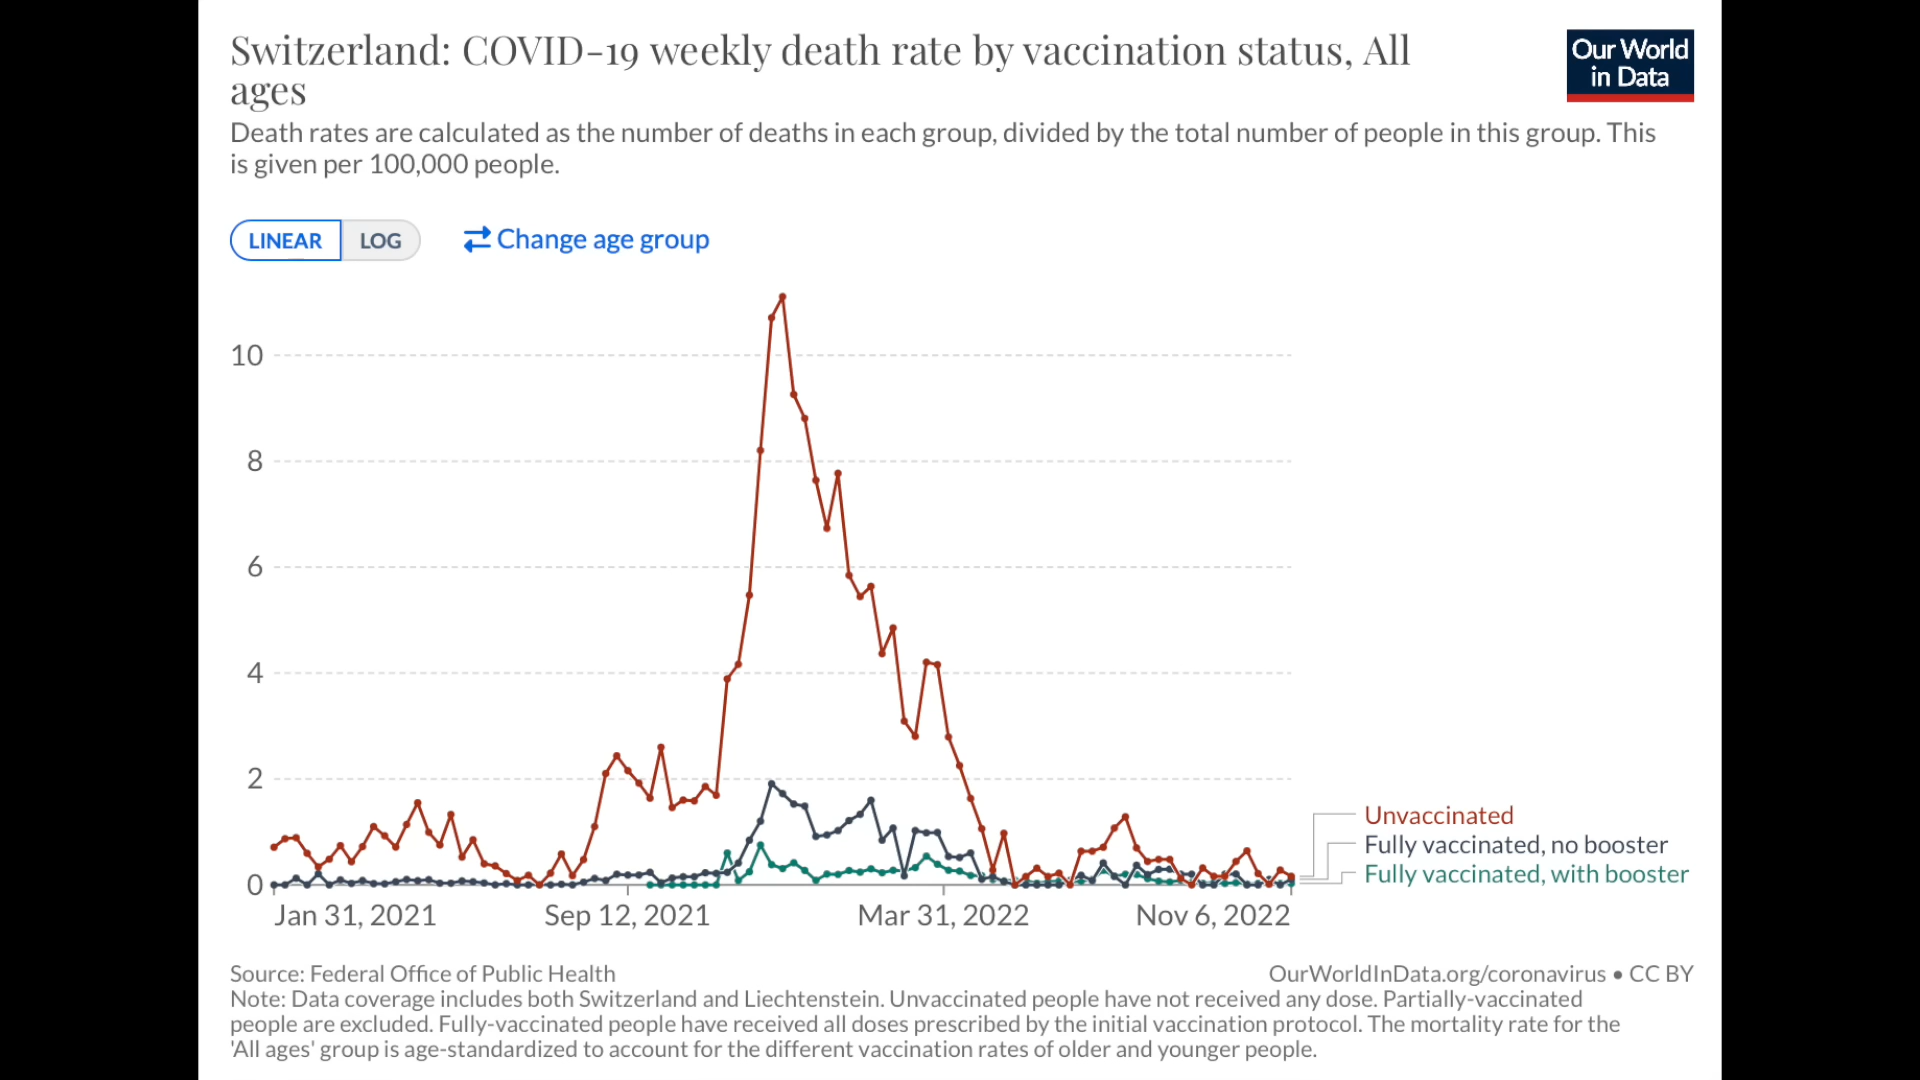 Switzerland: COVID-19 weekly death rate by vaccination status, All
ages
Our World
in Data
Death rates are calculated as the number of deaths in each group, divided by the total number of people in this group. This
is given per 100,000 people.
LINEAR LOG Change age group
10
8
6
4
2
0
Unvaccinated
Fully vaccinated, no booster
Fully vaccinated, with booster
Jan 31, 2021 Sep 12, 2021 Mar 31, 2022 Nov 6, 2022
Source: Federal Office of Public Health OurWorldInData.org/coronavirus • CC BY
Note: Data coverage includes both Switzerland and Liechtenstein. Unvaccinated people have not received any dose. Partially-vaccinated
people are excluded. Fully-vaccinated people have received all doses prescribed by the initial vaccination protocol. The mortality rate for the
'All ages' group is age-standardized to account for the different vaccination rates of older and younger people.